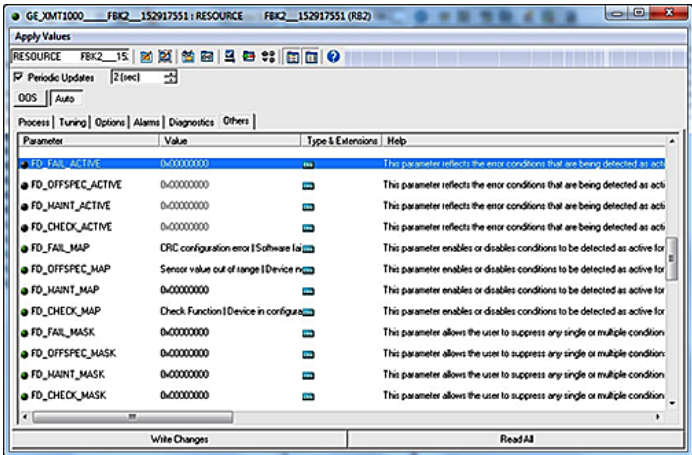 GE_XMT1000____FBK2__152917551 : RESOURCE FBK2__152917551 (RB2)
Apply Values
RESOURCE FBK2__15:
Periodic Updates 2 (sec)
OOS Auto
Process Tuning Options Alarms Diagnostics Others
Parameter Value Type & Extensions Help
FD_FAIL_ACTIVE 0x00000000 This parameter reflects the error conditions that are being detected as acti
FD_OFFSPEC_ACTIVE 0x00000000 This parameter reflects the error conditions that are being detected as acti
FD_MAINT_ACTIVE 0x00000000 This parameter reflects the error conditions that are being detected as acti
FD_CHECK_ACTIVE 0x00000000 This parameter reflects the error conditions that are being detected as acti
FD_FAIL_MAP CRC configuration error | Software fai This parameter enables or disables conditions to be detected as active for
FD_OFFSPEC_MAP Sensor value out of range | Device n This parameter enables or disables conditions to be detected as active for
FD_MAINT_MAP 0x00000000 This parameter enables or disables conditions to be detected as active for
FD_CHECK_MAP Check Function | Device in configura This parameter enables or disables conditions to be detected as active for
FD_FAIL_MASK 0x00000000 This parameter allows the user to suppress any single or multiple condition
FD_OFFSPEC_MASK 0x00000000 This parameter allows the user to suppress any single or multiple condition
FD_MAINT_MASK 0x00000000 This parameter allows the user to suppress any single or multiple condition
FD_CHECK_MASK 0x00000000 This parameter allows the user to suppress any single or multiple condition
Write Changes Read All